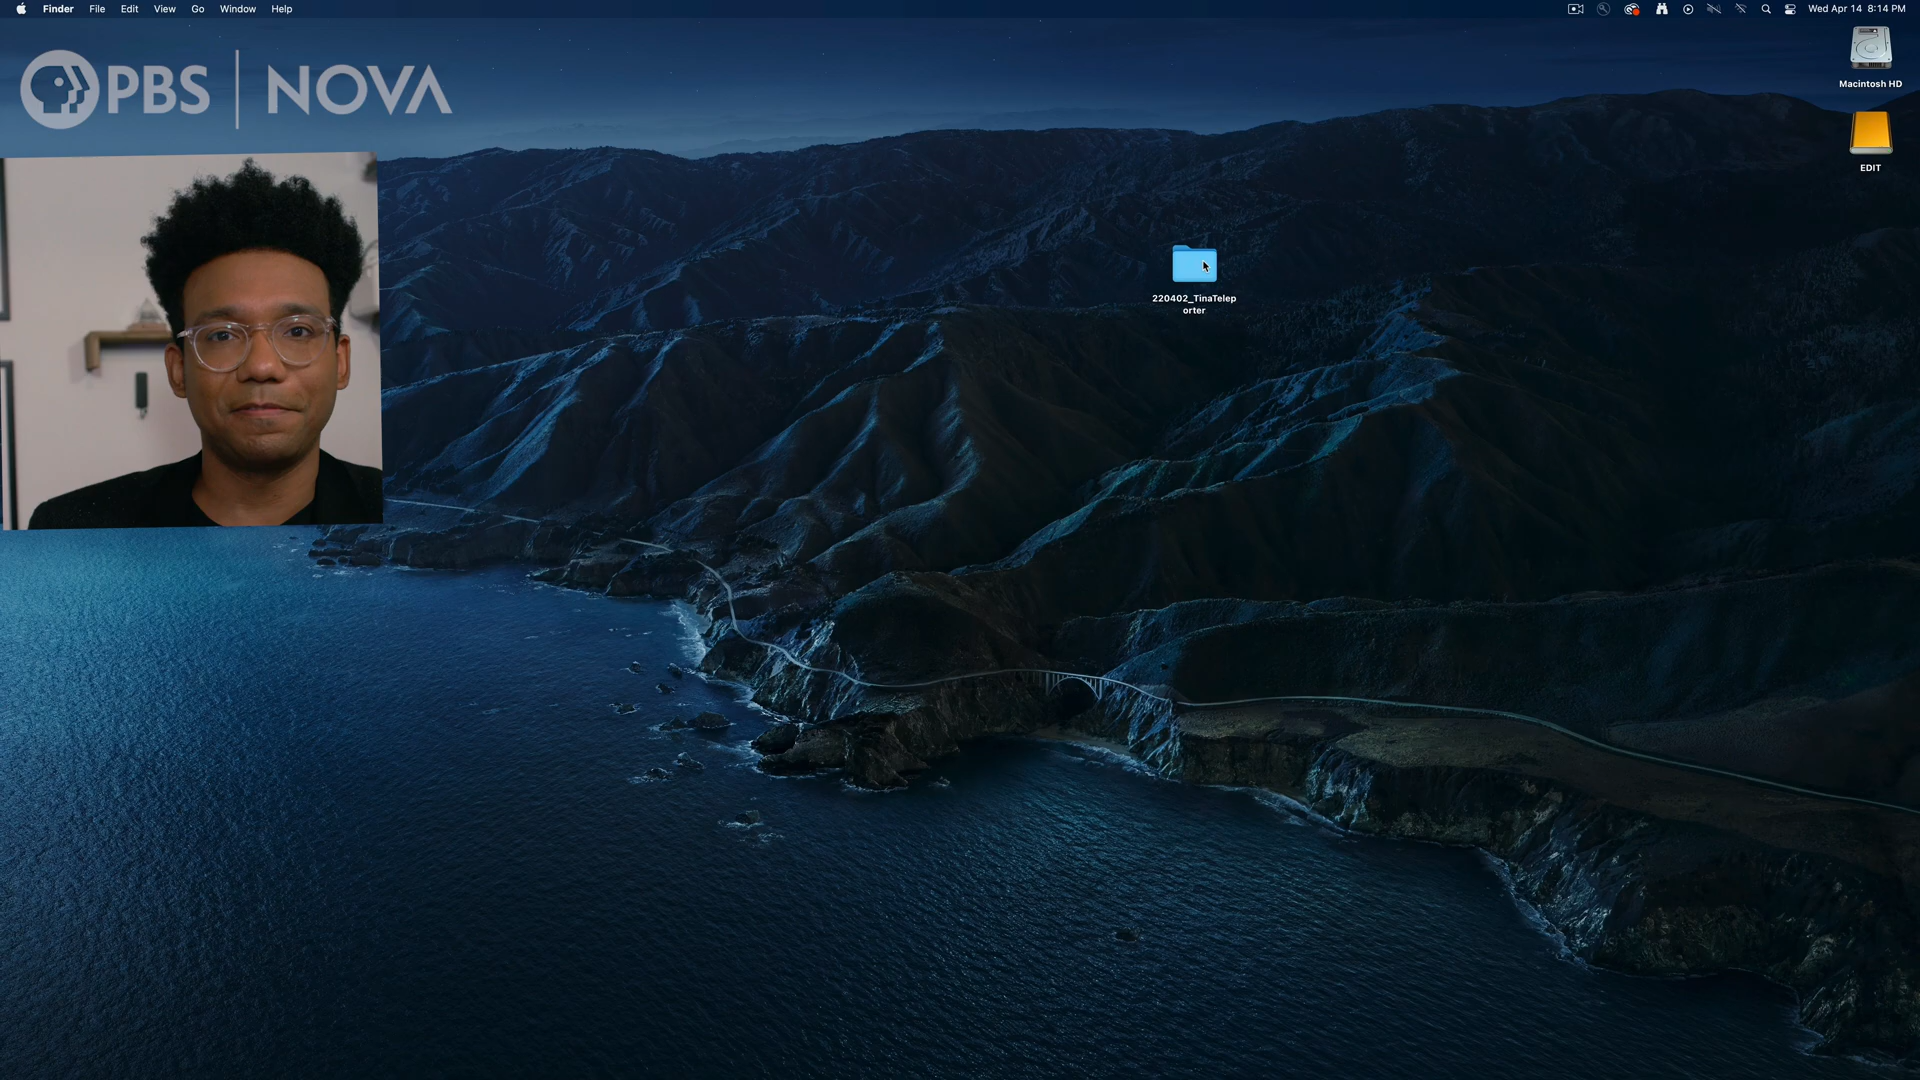 Finder File Edit View Go Window Help
Wed Apr 14 8:14 PM
PBS | NOVA
Macintosh HD
EDIT
220402_TinaTelep
orter